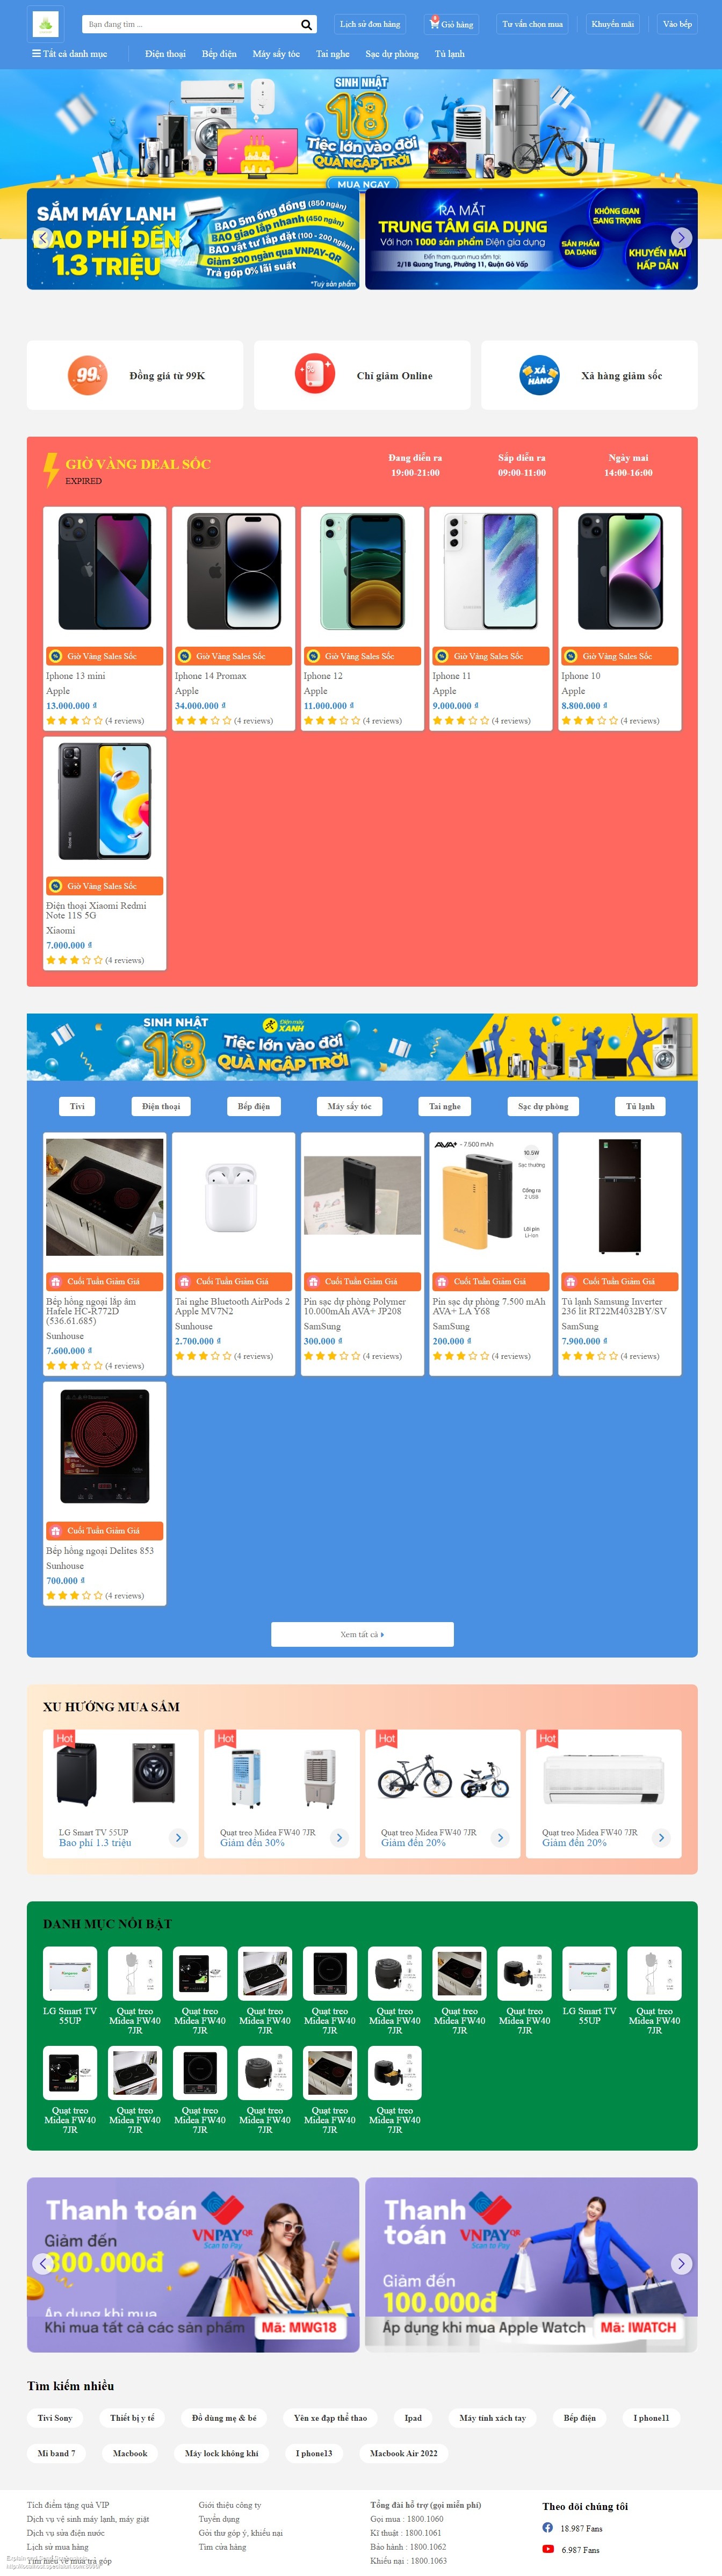 Bạn đang tìm ...
Lịch sử đơn hàng
Giỏ hàng
Tư vấn chọn mua
Khuyến mãi
Vào bếp
Tất cả danh mục
Điện thoại
Bếp điện
Máy sấy tóc
Tai nghe
Sạc dự phòng
Tủ lạnh
SINH NHẬT
18
Tiệc lớn vào đời
QUÀ NGẬP TRỜI
MUA NGAY
SẮM MÁY LẠNH
BAO PHÍ ĐẾN
1.3 TRIỆU
BAO 5m ống đồng (850 ngàn)
BAO giao lắp nhanh (450 ngàn)
BAO vật tư lắp đặt (100 - 200 ngàn)*
Giảm 300 ngàn qua VNPAY-QR
Trả góp 0% lãi suất
*Tuỳ sản phẩm
RA MẮT
TRUNG TÂM GIA DỤNG
Với hơn 1000 sản phẩm Điện gia dụng
Đến tham quan mua sắm tại:
2/18 Quang Trung, Phường 11, Quận Gò Vấp
KHÔNG GIAN
SANG TRỌNG
SẢN PHẨM
ĐA DẠNG
KHUYẾN MÃI
HẤP DẪN
99
Đồng giá từ 99K
Chỉ giảm Online
XẢ
HÀNG
Xả hàng giảm sốc
GIỜ VÀNG DEAL SỐC
EXPIRED
Đang diễn ra
19:00-21:00
Sắp diễn ra
09:00-11:00
Ngày mai
14:00-16:00
Giờ Vàng Sales Sốc
Iphone 13 mini
Apple
13.000.000 đ
(4 reviews)
Giờ Vàng Sales Sốc
Iphone 14 Promax
Apple
34.000.000 đ
(4 reviews)
Giờ Vàng Sales Sốc
Iphone 12
Apple
11.000.000 đ
(4 reviews)
Giờ Vàng Sales Sốc
Iphone 11
Apple
9.000.000 đ
(4 reviews)
Giờ Vàng Sales Sốc
Iphone 10
Apple
8.800.000 đ
(4 reviews)
Giờ Vàng Sales Sốc
Điện thoại Xiaomi Redmi
Note 11S 5G
Xiaomi
7.000.000 đ
(4 reviews)
SINH NHẬT
18
Điện máy
XANH
Tiệc lớn vào đời
QUÀ NGẬP TRỜI
Tivi
Điện thoại
Bếp điện
Máy sấy tóc
Tai nghe
Sạc dự phòng
Tủ lạnh
Cuối Tuần Giảm Giá
Bếp hồng ngoại lắp âm
Hafele HC-R772D
(536.61.685)
Sunhouse
7.600.000 đ
(4 reviews)
Cuối Tuần Giảm Giá
Tai nghe Bluetooth AirPods 2
Apple MV7N2
Sunhouse
2.700.000 đ
(4 reviews)
Cuối Tuần Giảm Giá
Pin sạc dự phòng Polymer
10.000mAh AVA+ JP208
SamSung
300.000 đ
(4 reviews)
AVA+ - 7.500 mAh
10.5W
Sạc thường
Cổng ra
2 USB
Lõi pin
Li-ion
Cuối Tuần Giảm Giá
Pin sạc dự phòng 7.500 mAh
AVA+ LA Y68
SamSung
200.000 đ
(4 reviews)
Cuối Tuần Giảm Giá
Tủ lạnh Samsung Inverter
236 lít RT22M4032BY/SV
SamSung
7.900.000 đ
(4 reviews)
Cuối Tuần Giảm Giá
Bếp hồng ngoại Delites 853
Sunhouse
700.000 đ
(4 reviews)
Xem tất cả
XU HƯỚNG MUA SẮM
Hot
LG Smart TV 55UP
Bao phí 1.3 triệu
Hot
Quạt treo Midea FW40 7JR
Giảm đến 30%
Hot
Quạt treo Midea FW40 7JR
Giảm đến 20%
Hot
Quạt treo Midea FW40 7JR
Giảm đến 20%
DANH MỤC NỔI BẬT
LG Smart TV
55UP
Quạt treo
Midea FW40
7JR
Quạt treo
Midea FW40
7JR
Quạt treo
Midea FW40
7JR
Quạt treo
Midea FW40
7JR
Quạt treo
Midea FW40
7JR
Quạt treo
Midea FW40
7JR
Quạt treo
Midea FW40
7JR
LG Smart TV
55UP
Quạt treo
Midea FW40
7JR
Quạt treo
Midea FW40
7JR
Quạt treo
Midea FW40
7JR
Quạt treo
Midea FW40
7JR
Quạt treo
Midea FW40
7JR
Quạt treo
Midea FW40
7JR
Quạt treo
Midea FW40
7JR
Thanh toán
VNPAYQR
Scan to Pay
Giảm đến
300.000đ
Áp dụng khi mua
Khi mua tất cả các sản phẩm
Mã: MWG18
Thanh
toán
VNPAYQR
Scan to Pay
Giảm đến
100.000đ
Áp dụng khi mua Apple Watch
Mã: IWATCH
Tìm kiếm nhiều
Tivi Sony
Thiết bị y tế
Đồ dùng mẹ & bé
Yên xe đạp thể thao
Ipad
Máy tính xách tay
Bếp điện
I phone11
Mi band 7
Macbook
Máy lock không khí
I phone13
Macbook Air 2022
Tích điểm tặng quà VIP
Dịch vụ vệ sinh máy lạnh, máy giặt
Dịch vụ sửa điện nước
Lịch sử mua hàng
Tìm hiểu về mua trả góp
Giới thiệu công ty
Tuyển dụng
Gởi thư góp ý, khiếu nại
Tìm cửa hàng
Tổng đài hỗ trợ (gọi miễn phí)
Gọi mua : 1800.1060
Kĩ thuật : 1800.1061
Bảo hành : 1800.1062
Khiếu nại : 1800.1063
Theo dõi chúng tôi
18.987 Fans
6.987 Fans